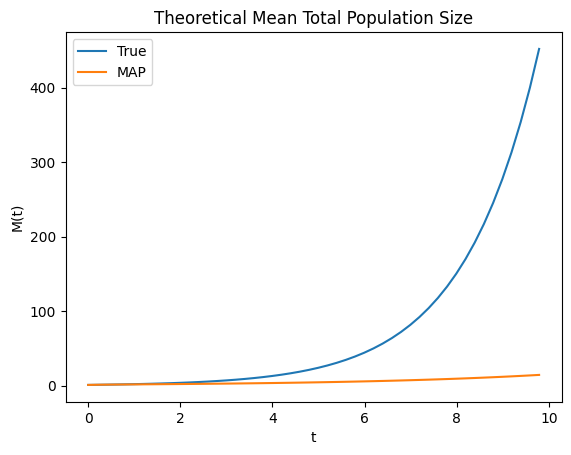 Theoretical Mean Total Population Size
True
MAP
M(t)
400
300
200
100
0
0 2 4 6 8 10
t